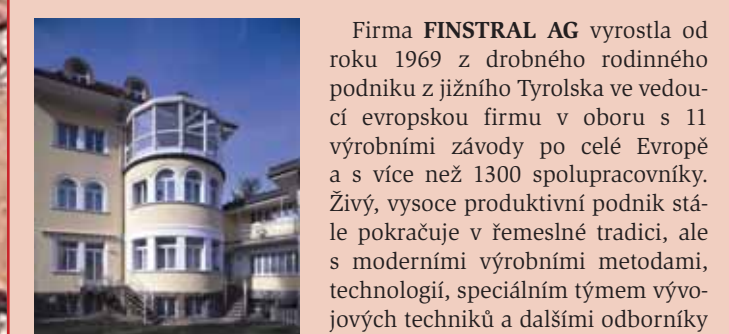 Firma FINSTRAL AG vyrostla od
roku 1969 z drobného rodinného
podniku z jižního Tyrolska ve vedou-
cí evropskou firmu v oboru s 11
výrobními závody po celé Evropě
a s více než 1300 spolupracovníky.
Živý, vysoce produktivní podnik stá-
le pokračuje v řemeslné tradici, ale
s moderními výrobními metodami,
technologií, speciálním týmem vývo-
jových techniků a dalšími odborníky